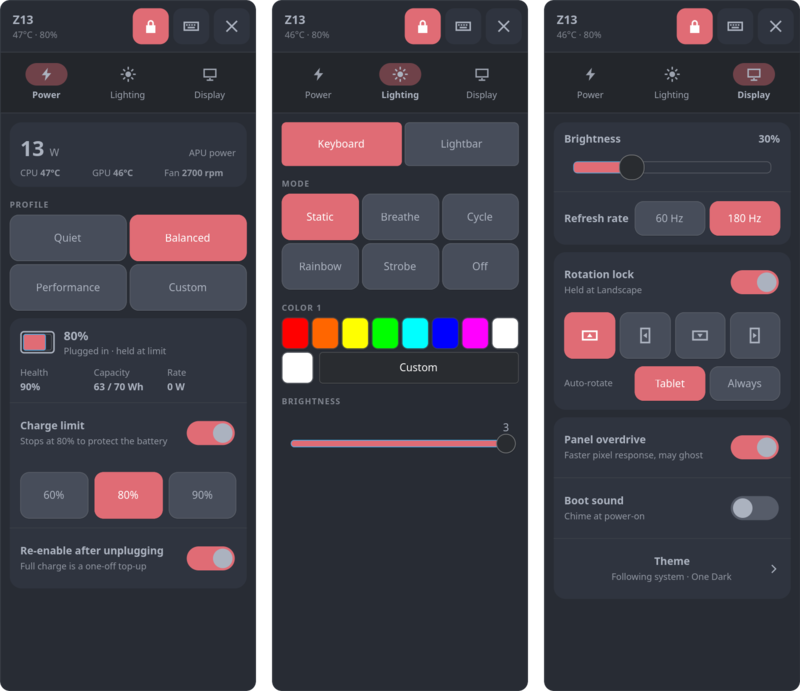 Z13
47°C · 80%
Power
Lighting
Display
13 W
APU power
CPU 47°C
GPU 46°C
Fan 2700 rpm
PROFILE
Quiet
Balanced
Performance
Custom
80%
Plugged in · held at limit
Health
Capacity
Rate
90%
63 / 70 Wh
0 W
Charge limit
Stops at 80% to protect the battery
60%
80%
90%
Re-enable after unplugging
Full charge is a one-off top-up
Z13
46°C · 80%
Power
Lighting
Display
Keyboard
Lightbar
MODE
Static
Breathe
Cycle
Rainbow
Strobe
Off
COLOR 1
Custom
BRIGHTNESS
3
Z13
46°C · 80%
Power
Lighting
Display
Brightness
30%
Refresh rate
60 Hz
180 Hz
Rotation lock
Held at Landscape
Auto-rotate
Tablet
Always
Panel overdrive
Faster pixel response, may ghost
Boot sound
Chime at power-on
Theme
Following system · One Dark